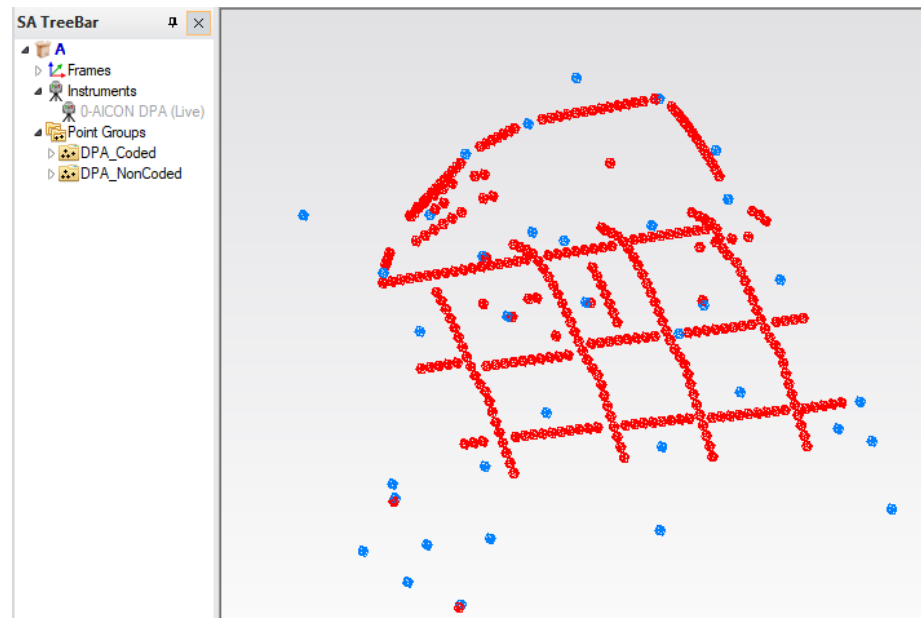 SA TreeBar
A
Frames
Instruments
0-AICON DPA (Live)
Point Groups
DPA_Coded
DPA_NonCoded